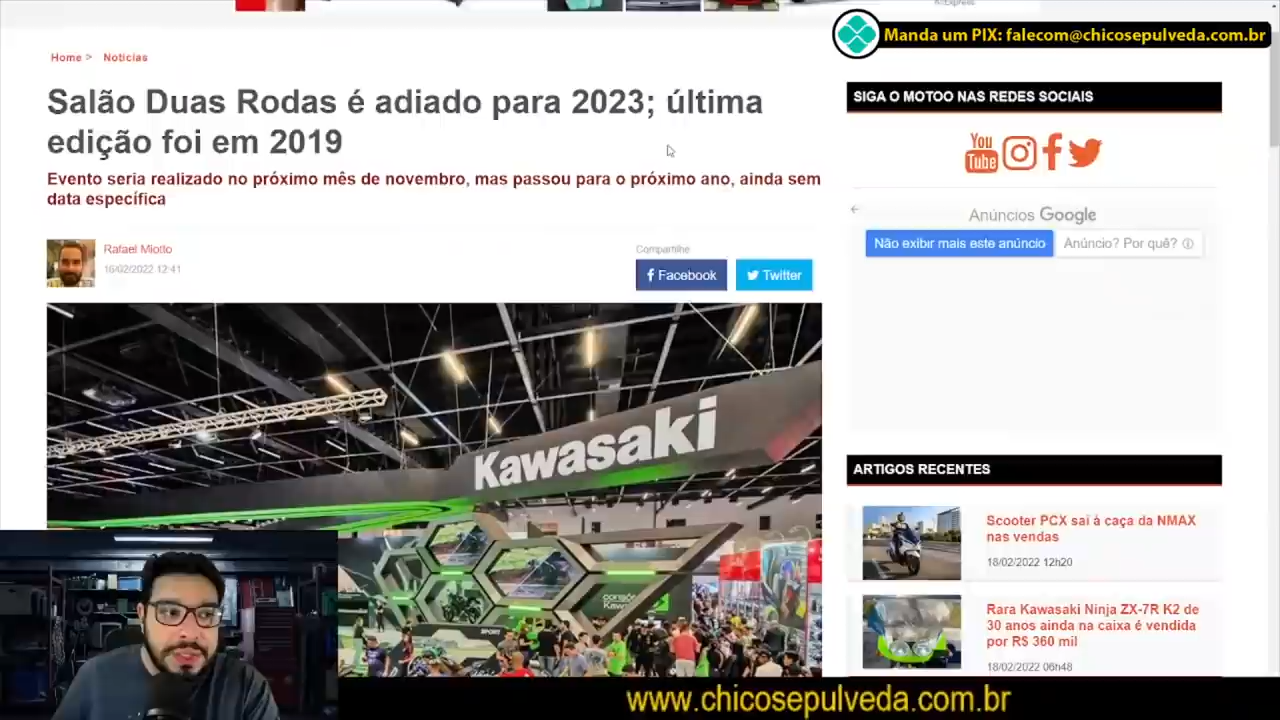 AliExpress
Manda um PIX: falecom@chicosepulveda.com.br
Home > Notícias
Salão Duas Rodas é adiado para 2023; última
edição foi em 2019
Evento seria realizado no próximo mês de novembro, mas passou para o próximo ano, ainda sem
data específica
Rafael Miotto
16/02/2022 12:41
Compartilhe
Facebook
Twitter
Kawasaki
SPORT
SIGA O MOTOO NAS REDES SOCIAIS
You
Tube
Anúncios Google
Não exibir mais este anúncio
Anúncio? Por quê?
ARTIGOS RECENTES
Scooter PCX sai à caça da NMAX
nas vendas
18/02/2022 12h20
Rara Kawasaki Ninja ZX-7R K2 de
30 anos ainda na caixa é vendida
por R$ 360 mil
18/02/2022 06h48
www.chicosepulveda.com.br